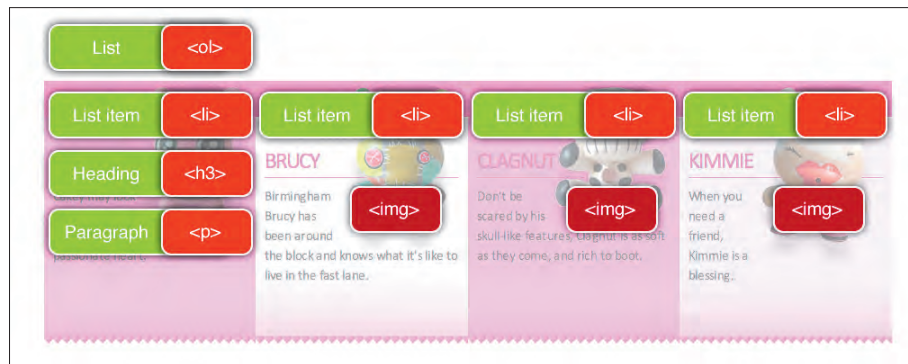 List <ol>
List item <li>
List item <li>
List item <li>
List item <li>
Heading <h3>
Paragraph <p>
passionate heart.
BRUCY
<img>
Birmingham
Brucy has
been around
the block and knows what it's like to
live in the fast lane.
CLAGNUT
<img>
Don't be
scared by his
skull-like features, Clagnut is as soft
as they come, and rich to boot.
KIMMIE
<img>
When you
need a
friend,
Kimmie is a
blessing.